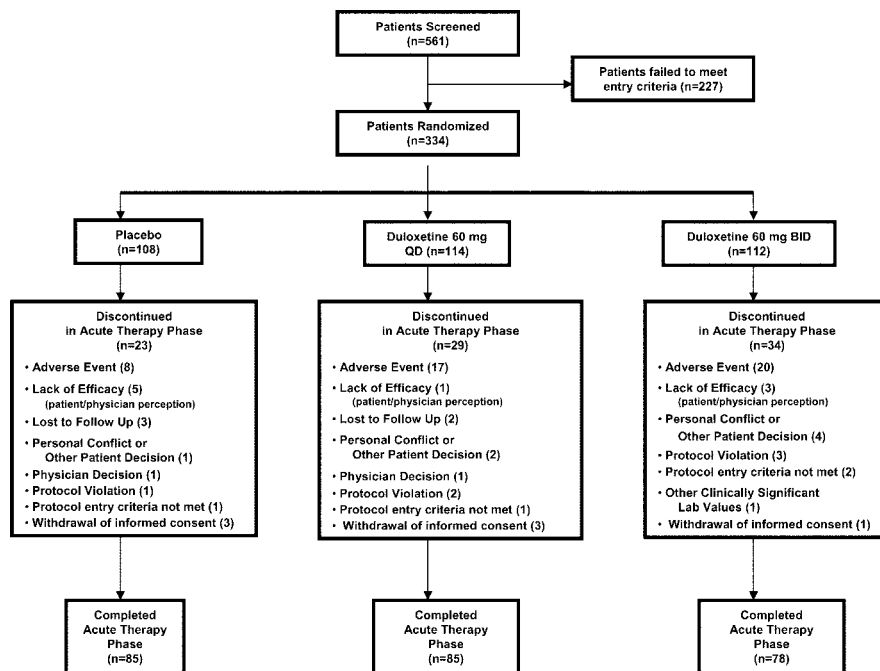 Patients Screened
(n=561)
Patients failed to meet
entry criteria (n=227)
Patients Randomized
(n=334)
Placebo
(n=108)
Duloxetine 60 mg
QD (n=114)
Duloxetine 60 mg BID
(n=112)
Discontinued
in Acute Therapy Phase
(n=23)
• Adverse Event (8)
• Lack of Efficacy (5)
(patient/physician perception)
• Lost to Follow Up (3)
• Personal Conflict or
Other Patient Decision (1)
• Physician Decision (1)
• Protocol Violation (1)
• Protocol entry criteria not met (1)
• Withdrawal of informed consent (3)
Discontinued
in Acute Therapy Phase
(n=29)
• Adverse Event (17)
• Lack of Efficacy (1)
(patient/physician perception)
• Lost to Follow Up (2)
• Personal Conflict or
Other Patient Decision (2)
• Physician Decision (1)
• Protocol Violation (2)
• Protocol entry criteria not met (1)
• Withdrawal of informed consent (3)
Discontinued
in Acute Therapy Phase
(n=34)
• Adverse Event (20)
• Lack of Efficacy (3)
(patient/physician perception)
• Personal Conflict or
Other Patient Decision (4)
• Protocol Violation (3)
• Protocol entry criteria not met (2)
• Other Clinically Significant
Lab Values (1)
• Withdrawal of informed consent (1)
Completed
Acute Therapy
Phase
(n=85)
Completed
Acute Therapy
Phase
(n=85)
Completed
Acute Therapy
Phase
(n=78)